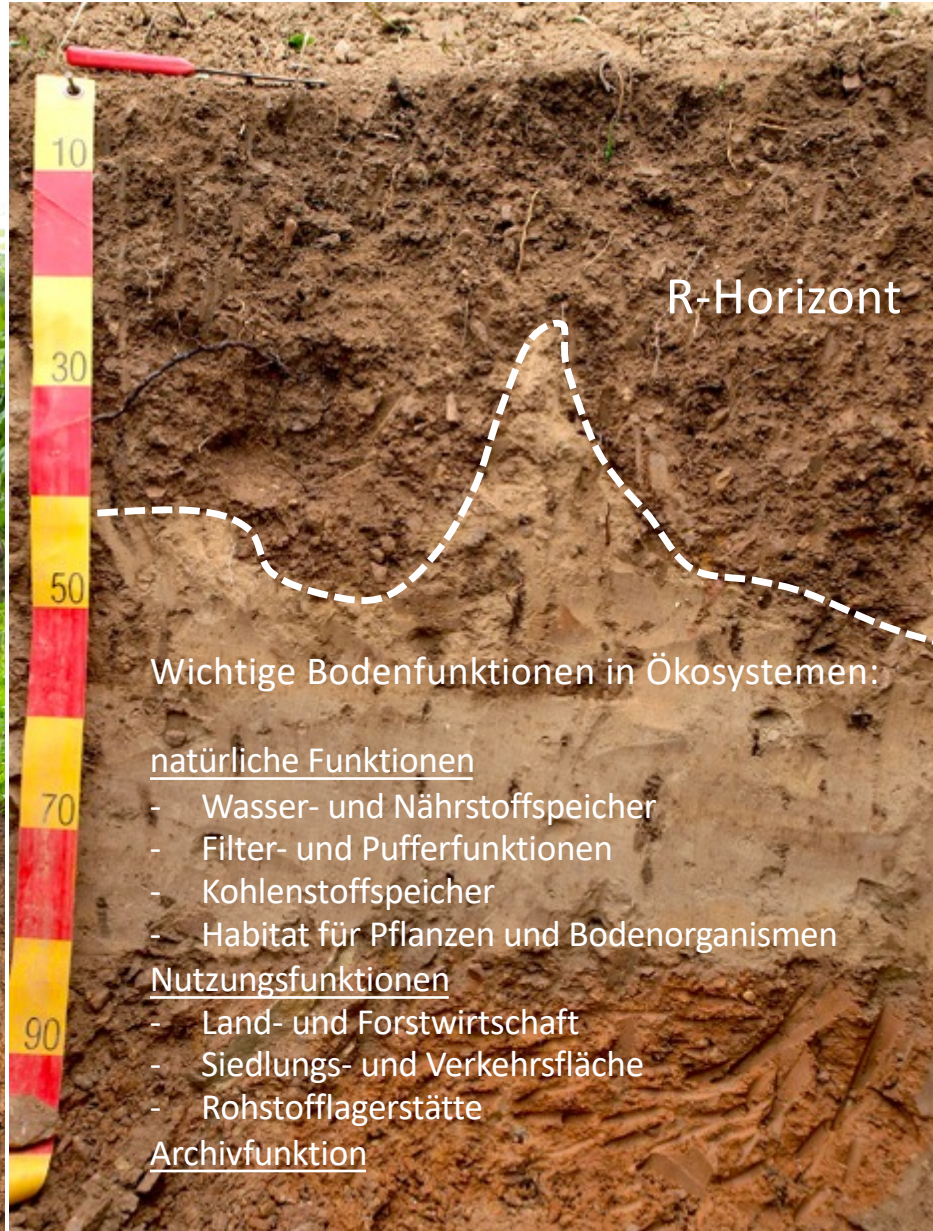 10
30
R-Horizont
50
Wichtige Bodenfunktionen in Ökosystemen:
natürliche Funktionen
70
- Wasser- und Nährstoffspeicher
- Filter- und Pufferfunktionen
- Kohlenstoffspeicher
- Habitat für Pflanzen und Bodenorganismen
Nutzungsfunktionen
90
- Land- und Forstwirtschaft
- Siedlungs- und Verkehrsfläche
- Rohstofflagerstätte
Archivfunktion